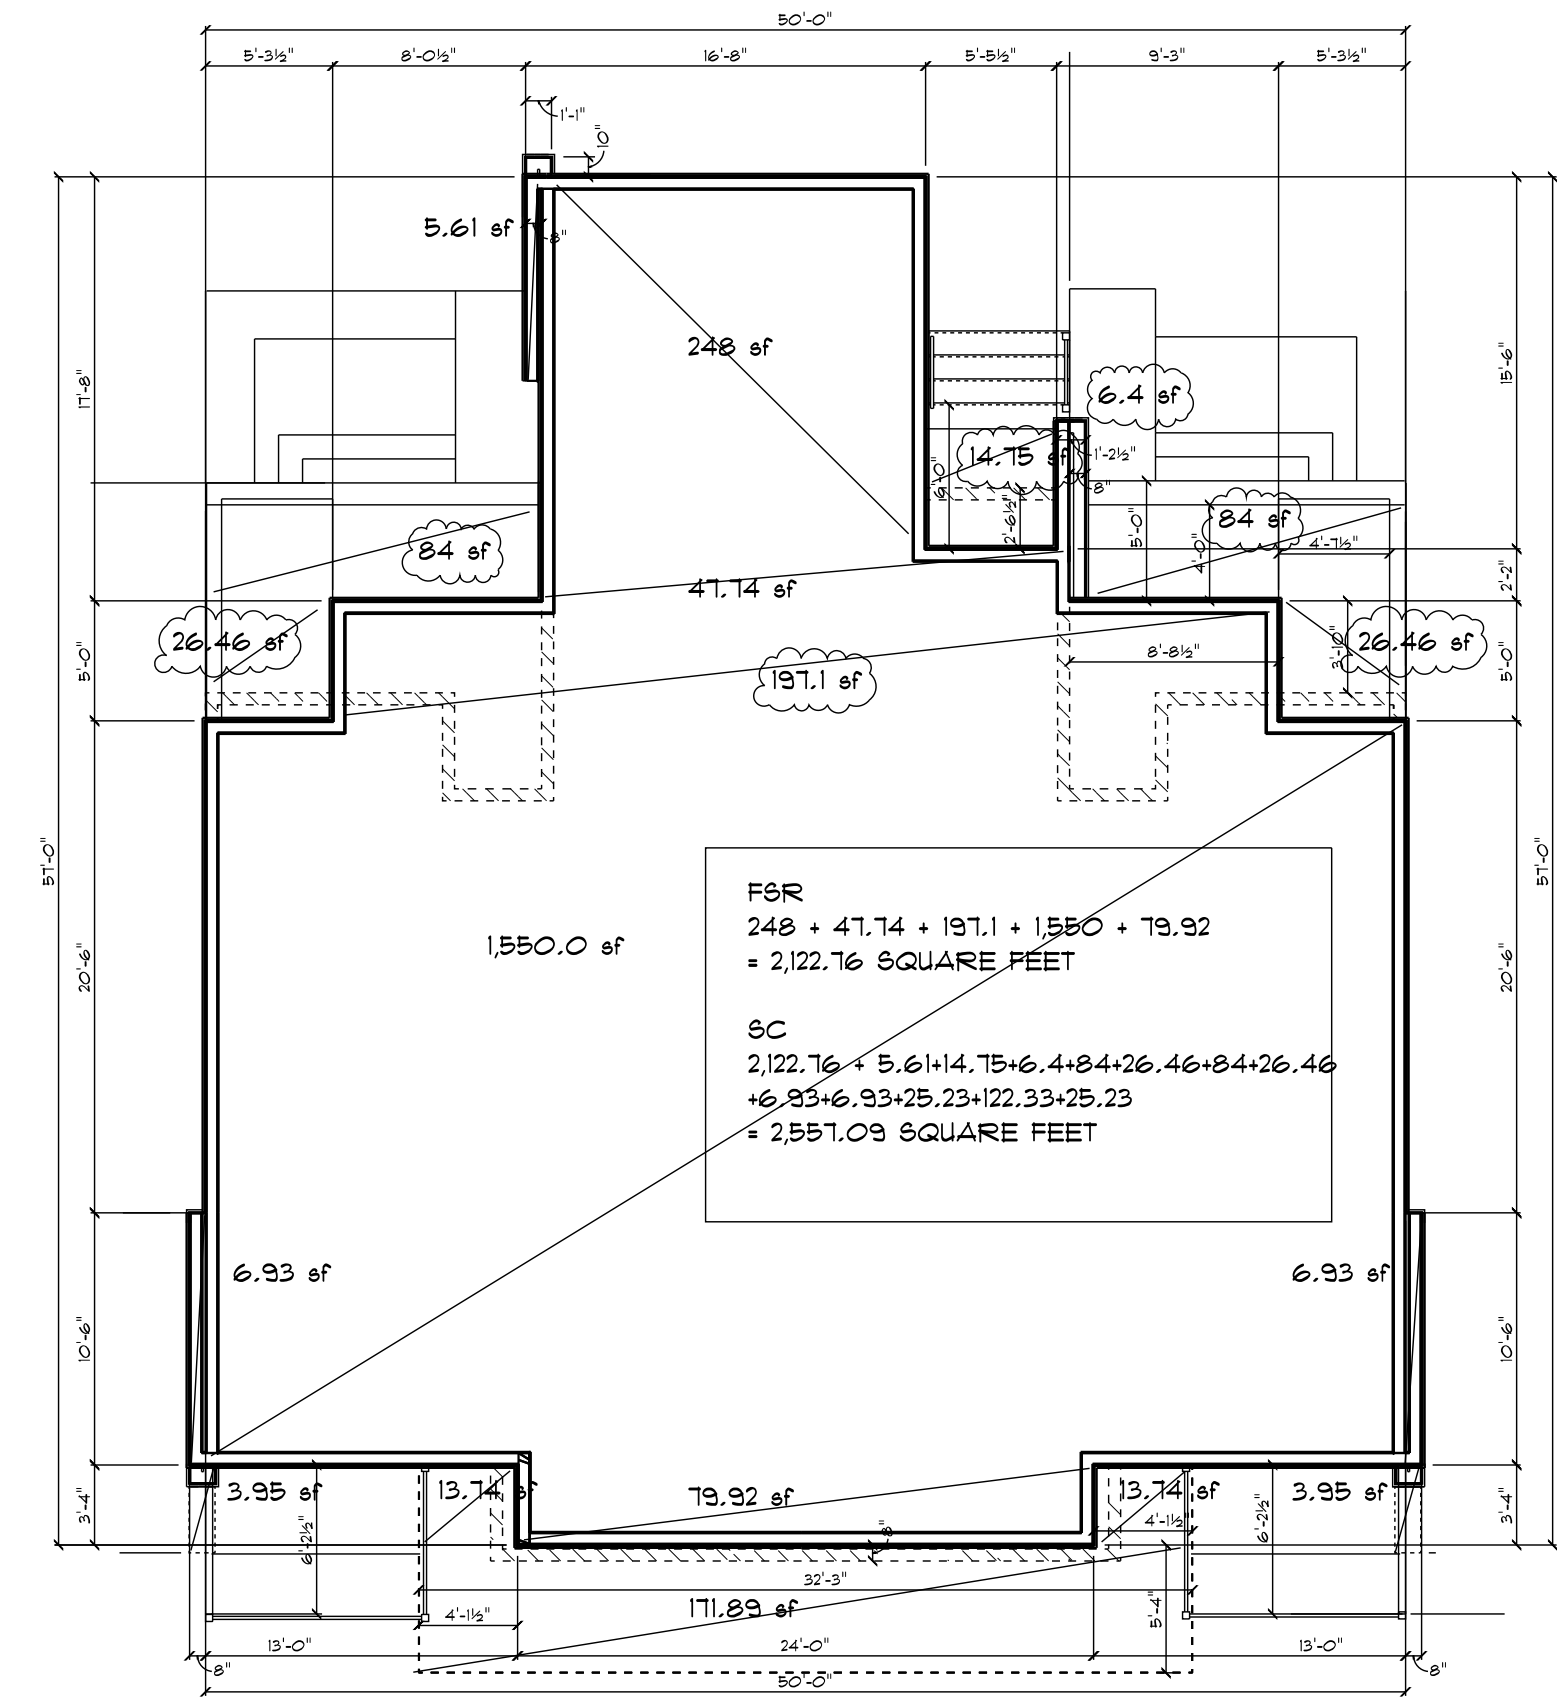 50'-0"
5'-3½" 8'-0½" 16'-8" 5'-5½" 9'-3" 5'-3½"
1'-1"
10"
5.61 sf 8"
248 sf
17'-8" 15'-6"
6.4 sf
14.75 sf 1'-2½"
6'-0" 8"
2'-6½" 5'-0" 84 sf
84 sf 4'-0" 4'-7½"
47.74 sf 2'-2"
26.46 sf 3'-10" 26.46 sf
5'-0" 8'-8½" 5'-0"
197.1 sf
57'-0" 57'-0"
FSR
248 + 47.74 + 197.1 + 1,550 + 79.92
1,550.0 sf
= 2,122.76 SQUARE FEET
20'-6" 20'-6"
SC
2,122.76 + 5.61+14.75+6.4+84+26.46+84+26.46
+6.93+6.93+25.23+122.33+25.23
= 2,557.09 SQUARE FEET
6.93 sf 6.93 sf
10'-6" 10'-6"
3.95 sf 13.74 sf 79.92 sf 13.74 sf 3.95 sf
3'-4" 4'-1½" 3'-4"
6'-2½" 8" 6'-2½"
32'-3"
4'-1½" 171.89 sf 5'-4"
13'-0" 24'-0" 13'-0"
8" 8"
50'-0"